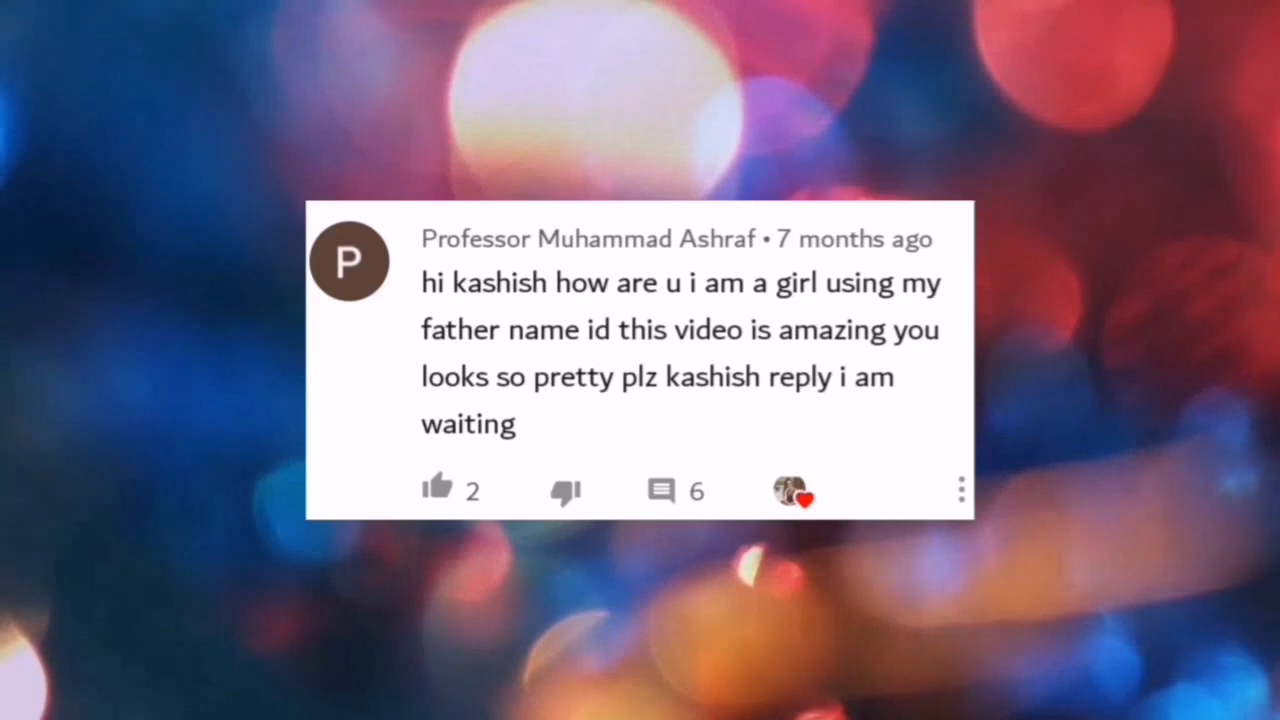 P
Professor Muhammad Ashraf • 7 months ago
hi kashish how are u i am a girl using my
father name id this video is amazing you
looks so pretty plz kashish reply i am
waiting
2 6